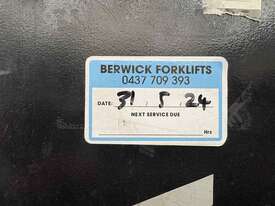 BERWICK FORKLIFTS
0437 709 393
DATE: 31 . 5 . 24
NEXT SERVICE DUE
Hrs